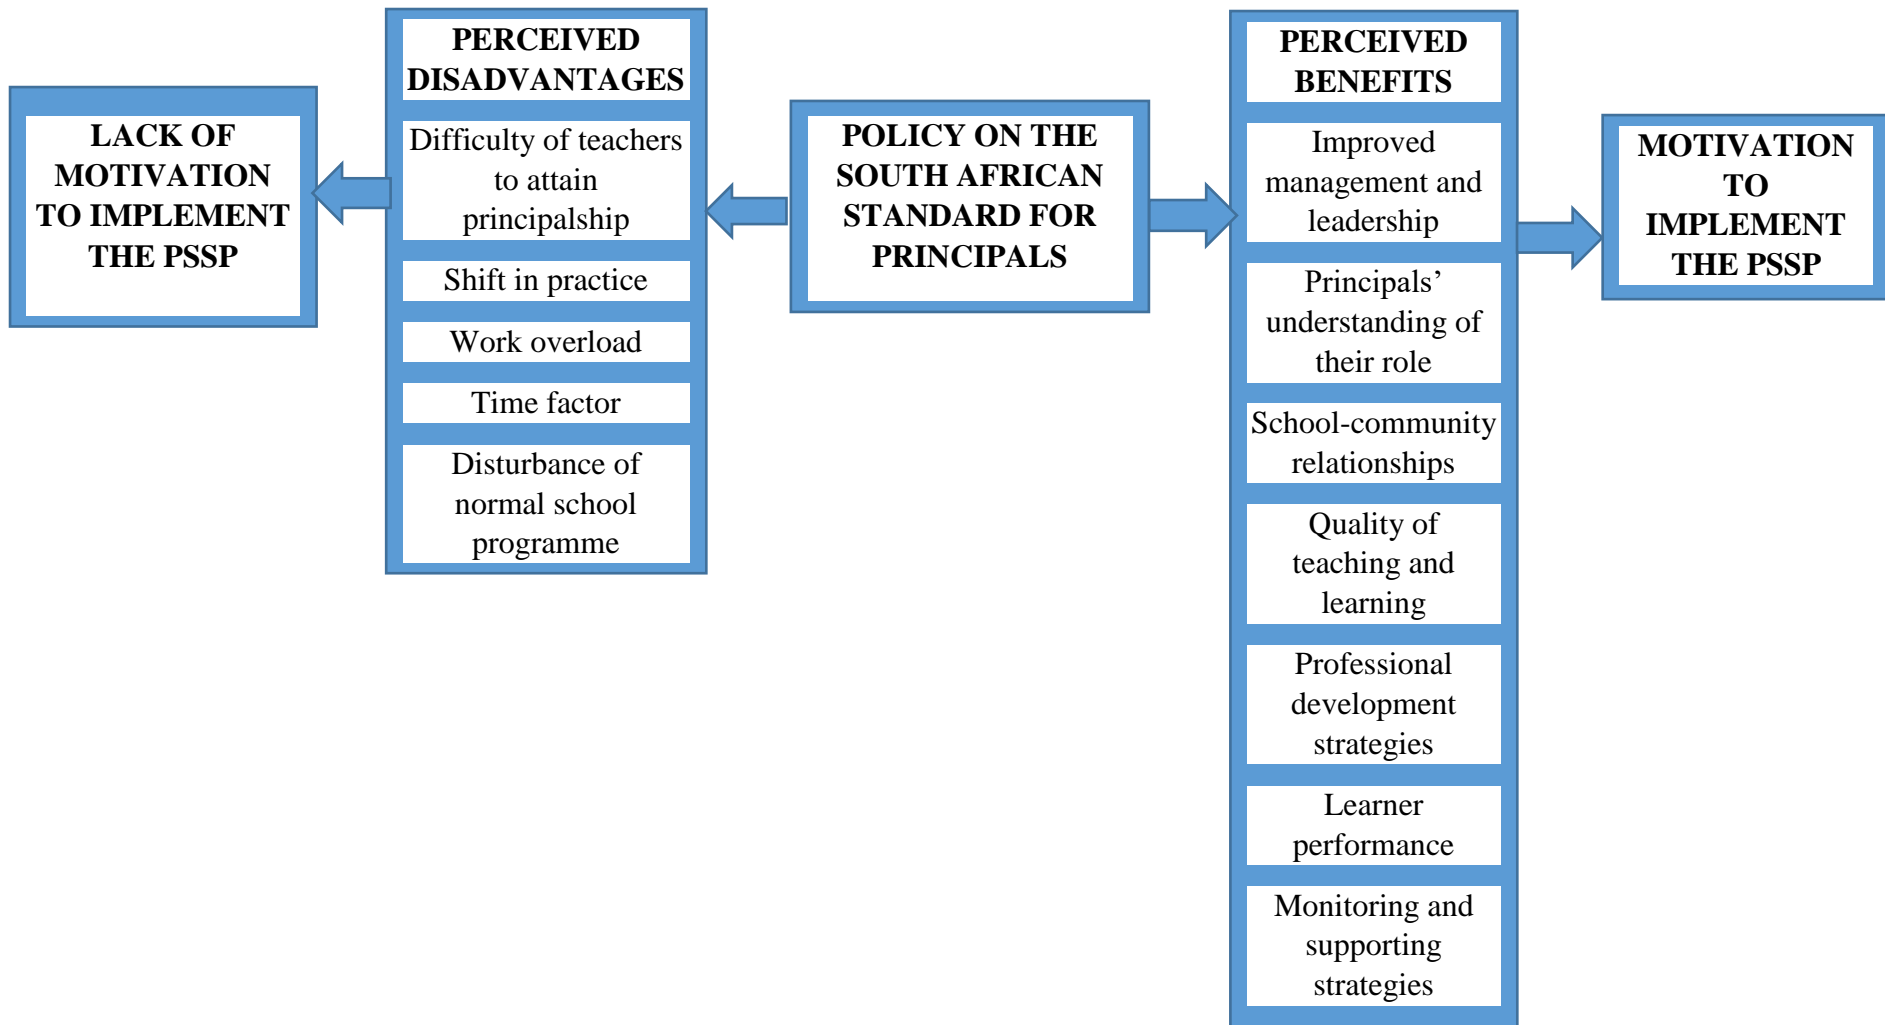 LACK OF
MOTIVATION
TO IMPLEMENT
THE PSSP
PERCEIVED
DISADVANTAGES
Difficulty of teachers
to attain
principalship
Shift in practice
Work overload
Time factor
Disturbance of
normal school
programme
POLICY ON THE
SOUTH AFRICAN
STANDARD FOR
PRINCIPALS
PERCEIVED
BENEFITS
Improved
management and
leadership
Principals’
understanding of
their role
School-community
relationships
Quality of
teaching and
learning
Professional
development
strategies
Learner
performance
Monitoring and
supporting
strategies
MOTIVATION
TO
IMPLEMENT
THE PSSP